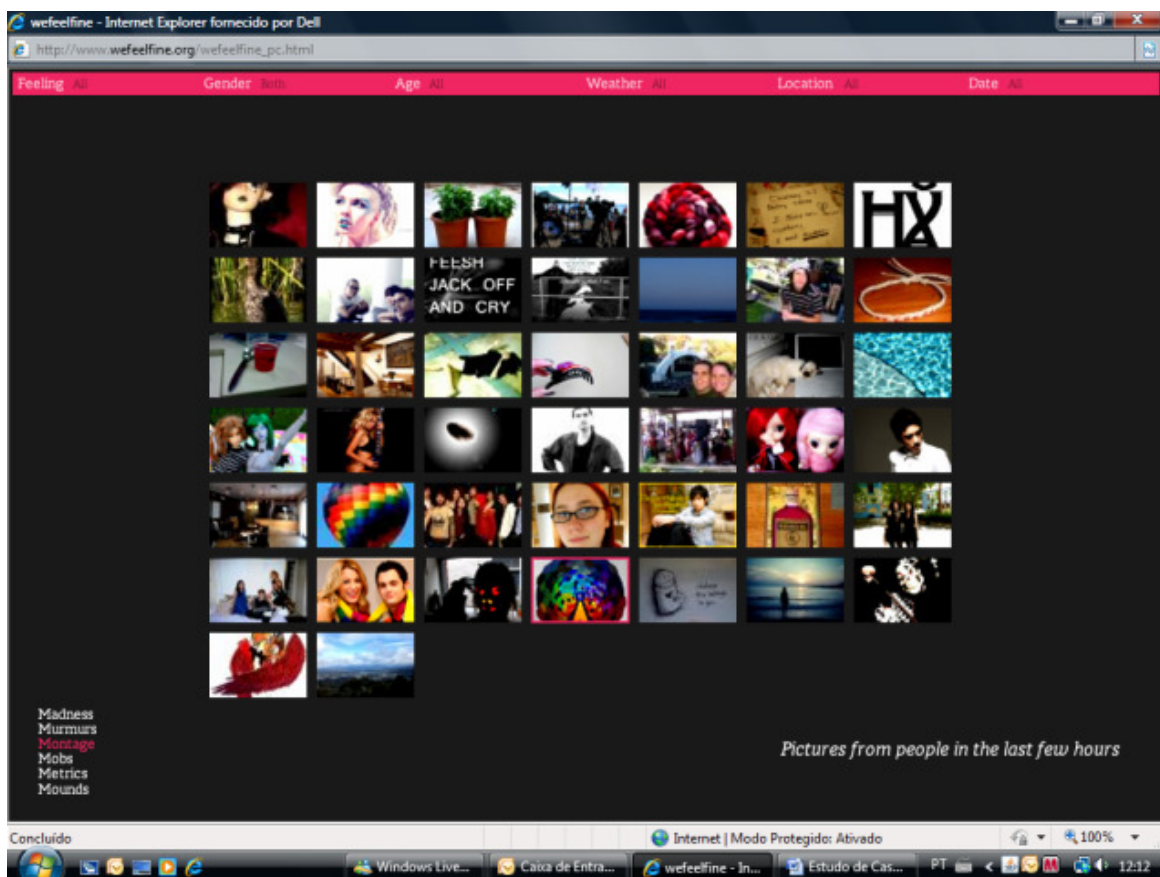 wefeelfine - Internet Explorer fornecido por Dell
http://www.wefeelfine.org/wefeelfine_pc.html
Feeling All Gender Both Age All Weather All Location All Date All
FEESH
JACK OFF
AND CRY
Madness
Murmurs
Montage
Mobs
Metrics
Mounds
Pictures from people in the last few hours
Concluído Internet | Modo Protegido: Ativado 100%
Windows Live... Caixa de Entra... wefeelfine - In... Estudo de Cas... PT 12:12